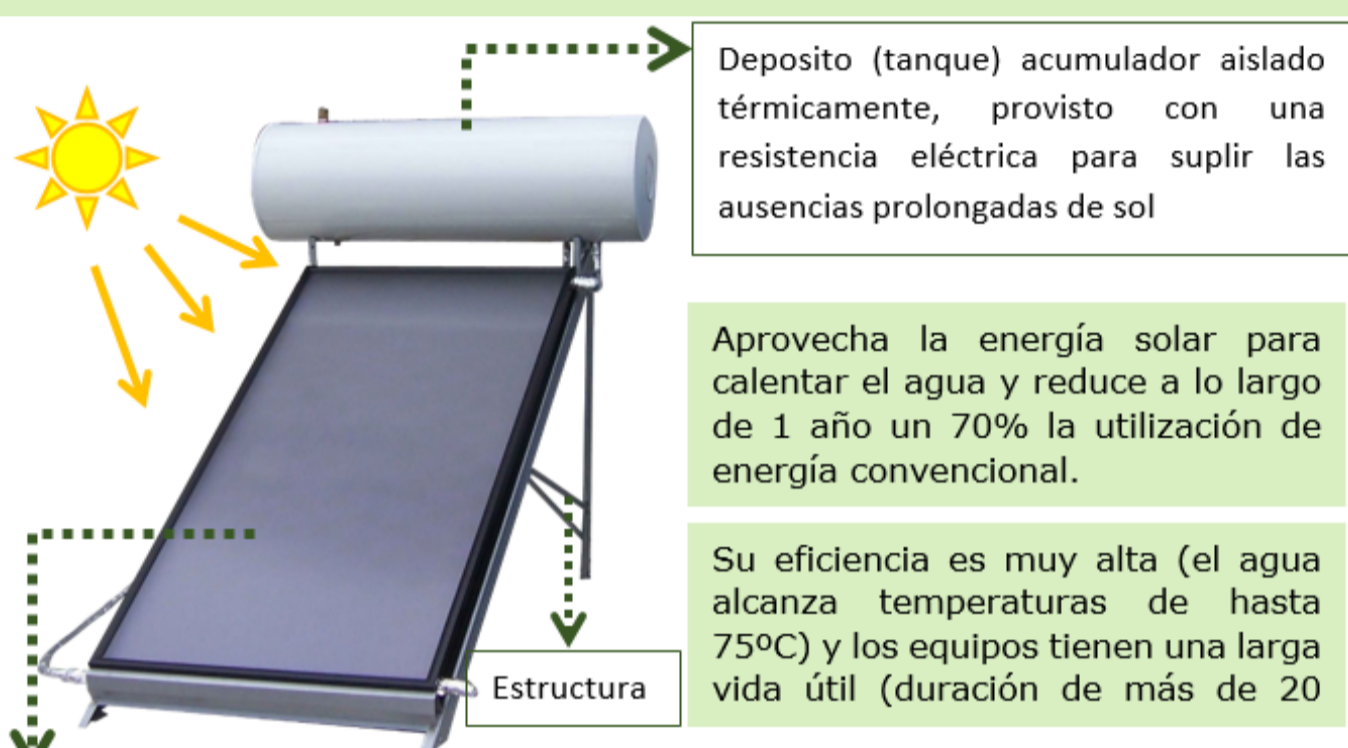 Deposito (tanque) acumulador aislado
térmicamente, provisto con una
resistencia eléctrica para suplir las
ausencias prolongadas de sol
Aprovecha la energía solar para
calentar el agua y reduce a lo largo
de 1 año un 70% la utilización de
energía convencional.
Su eficiencia es muy alta (el agua
alcanza temperaturas de hasta
75ºC) y los equipos tienen una larga
vida útil (duración de más de 20
Estructura